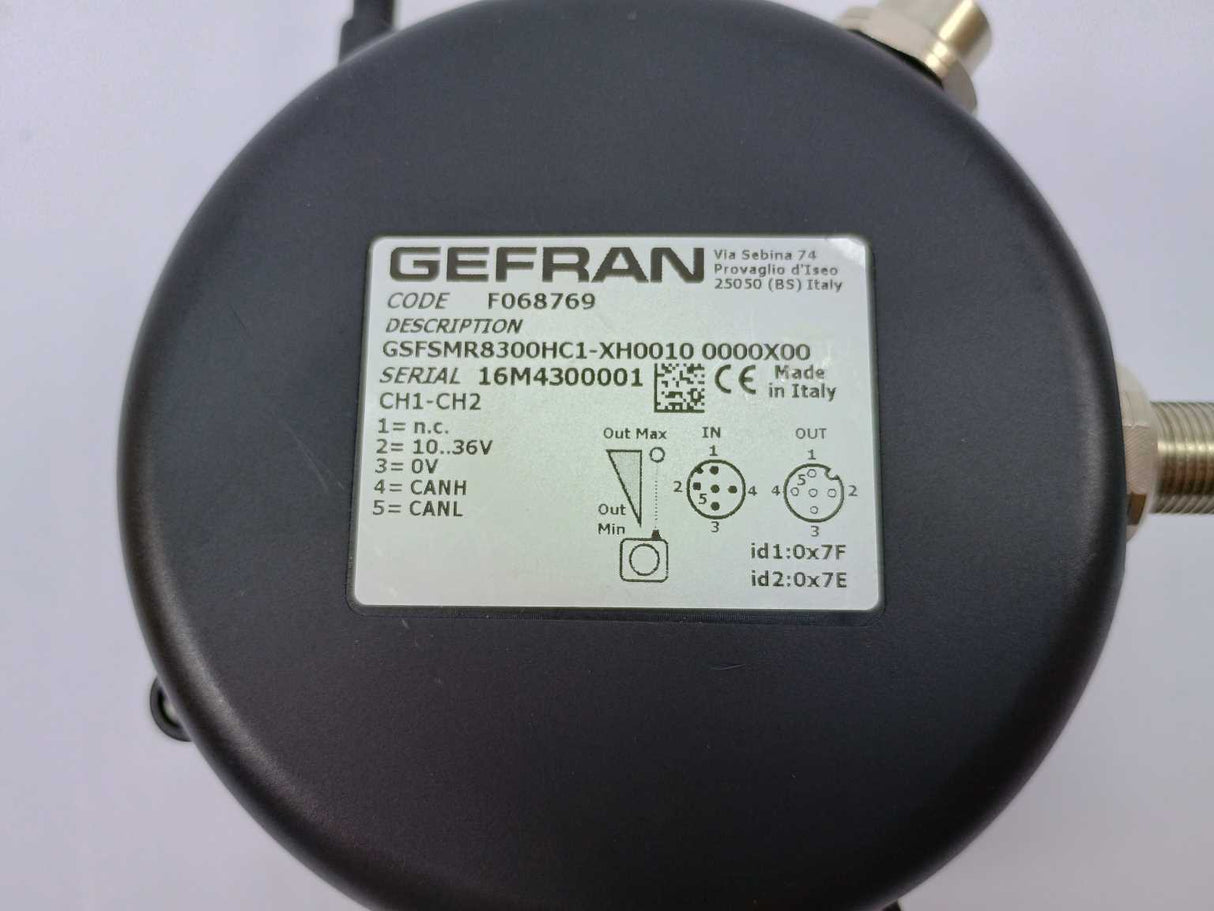 GEFRAN
Via Sebina 74
Provaglio d'Iseo
25050 (BS) Italy
CODE F068769
DESCRIPTION
GSFSMR8300HC1-XH0010 0000X00
SERIAL 16M4300001
CE Made
in Italy
CH1-CH2
1= n.c.
2= 10..36V
3= 0V
4= CANH
5= CANL
Out Max
Out
Min
IN
1
2 5 4
3
OUT
1
4 5 2
3
id1:0x7F
id2:0x7E